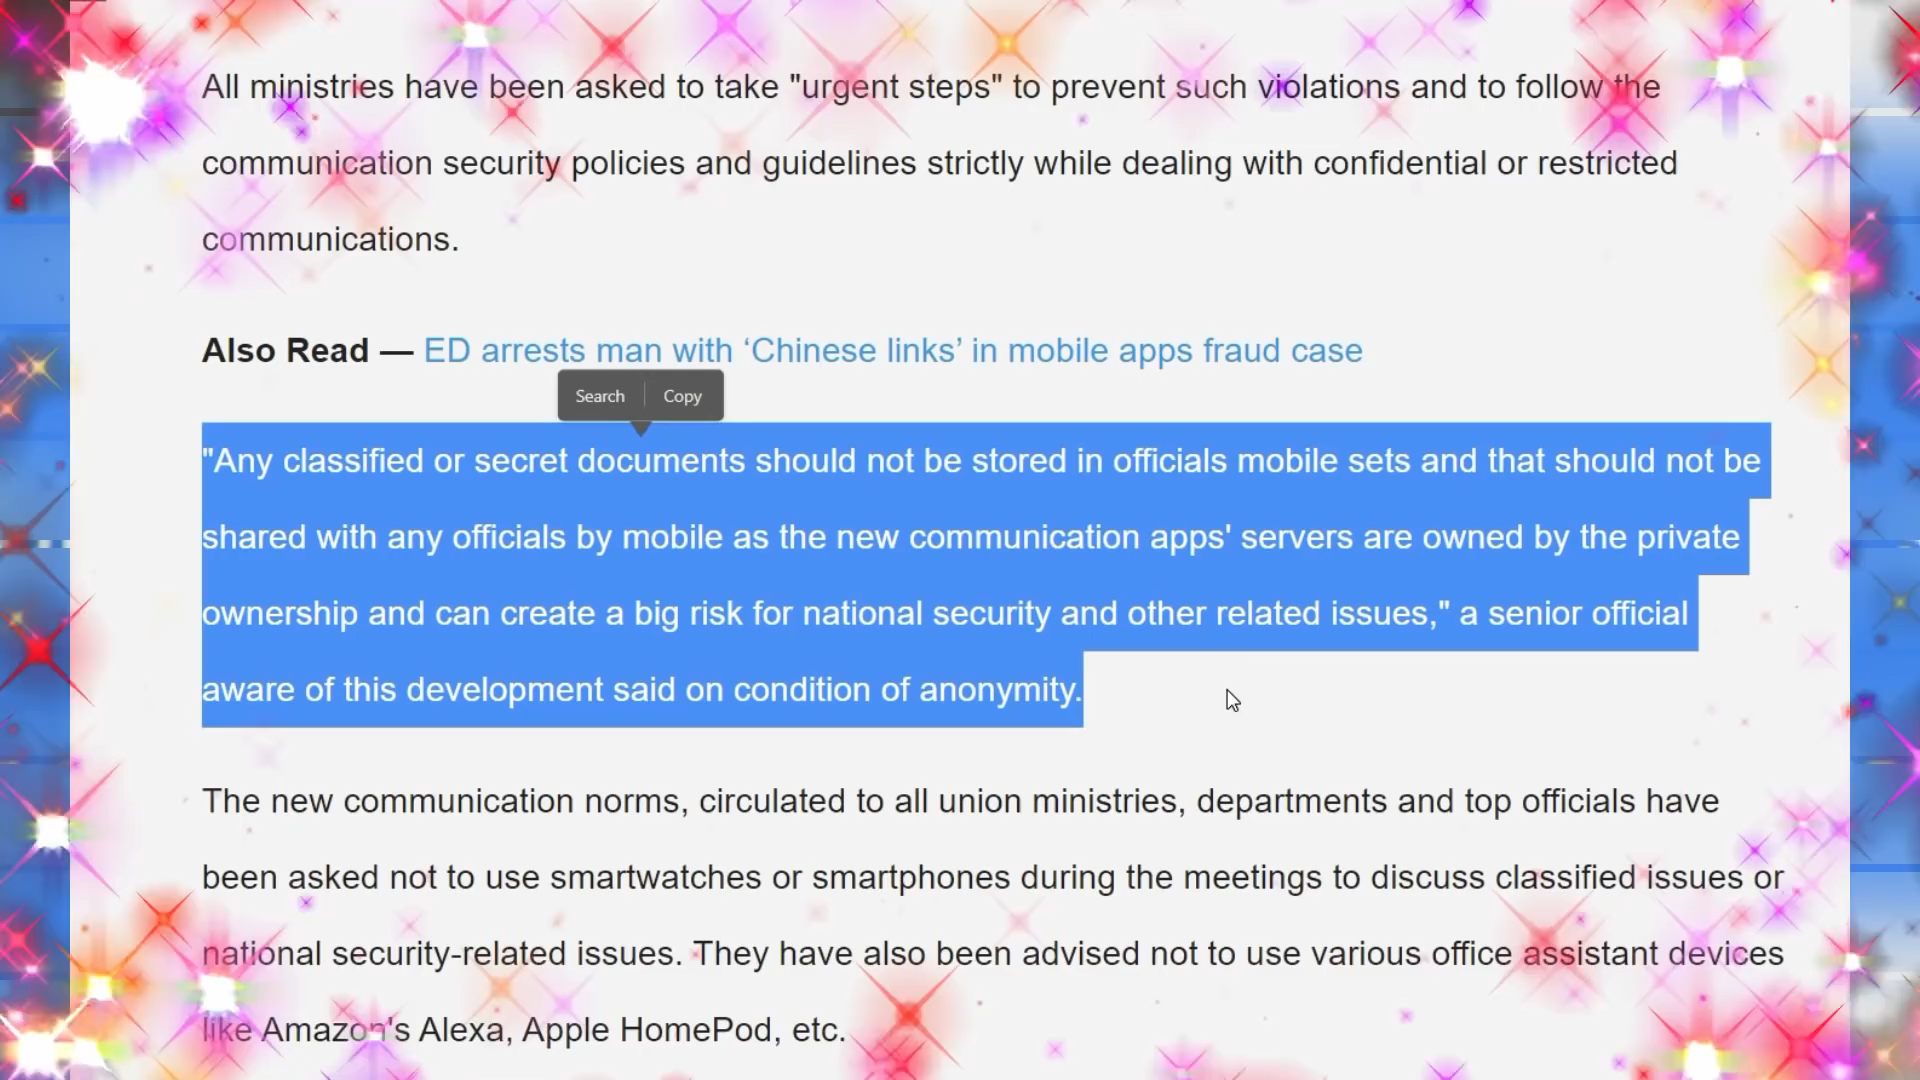 All ministries have been asked to take "urgent steps" to prevent such violations and to follow the
communication security policies and guidelines strictly while dealing with confidential or restricted
communications.
Also Read — ED arrests man with ‘Chinese links’ in mobile apps fraud case
Search Copy
"Any classified or secret documents should not be stored in officials mobile sets and that should not be
shared with any officials by mobile as the new communication apps' servers are owned by the private
ownership and can create a big risk for national security and other related issues," a senior official
aware of this development said on condition of anonymity.
The new communication norms, circulated to all union ministries, departments and top officials have
been asked not to use smartwatches or smartphones during the meetings to discuss classified issues or
national security-related issues. They have also been advised not to use various office assistant devices
like Amazon's Alexa, Apple HomePod, etc.